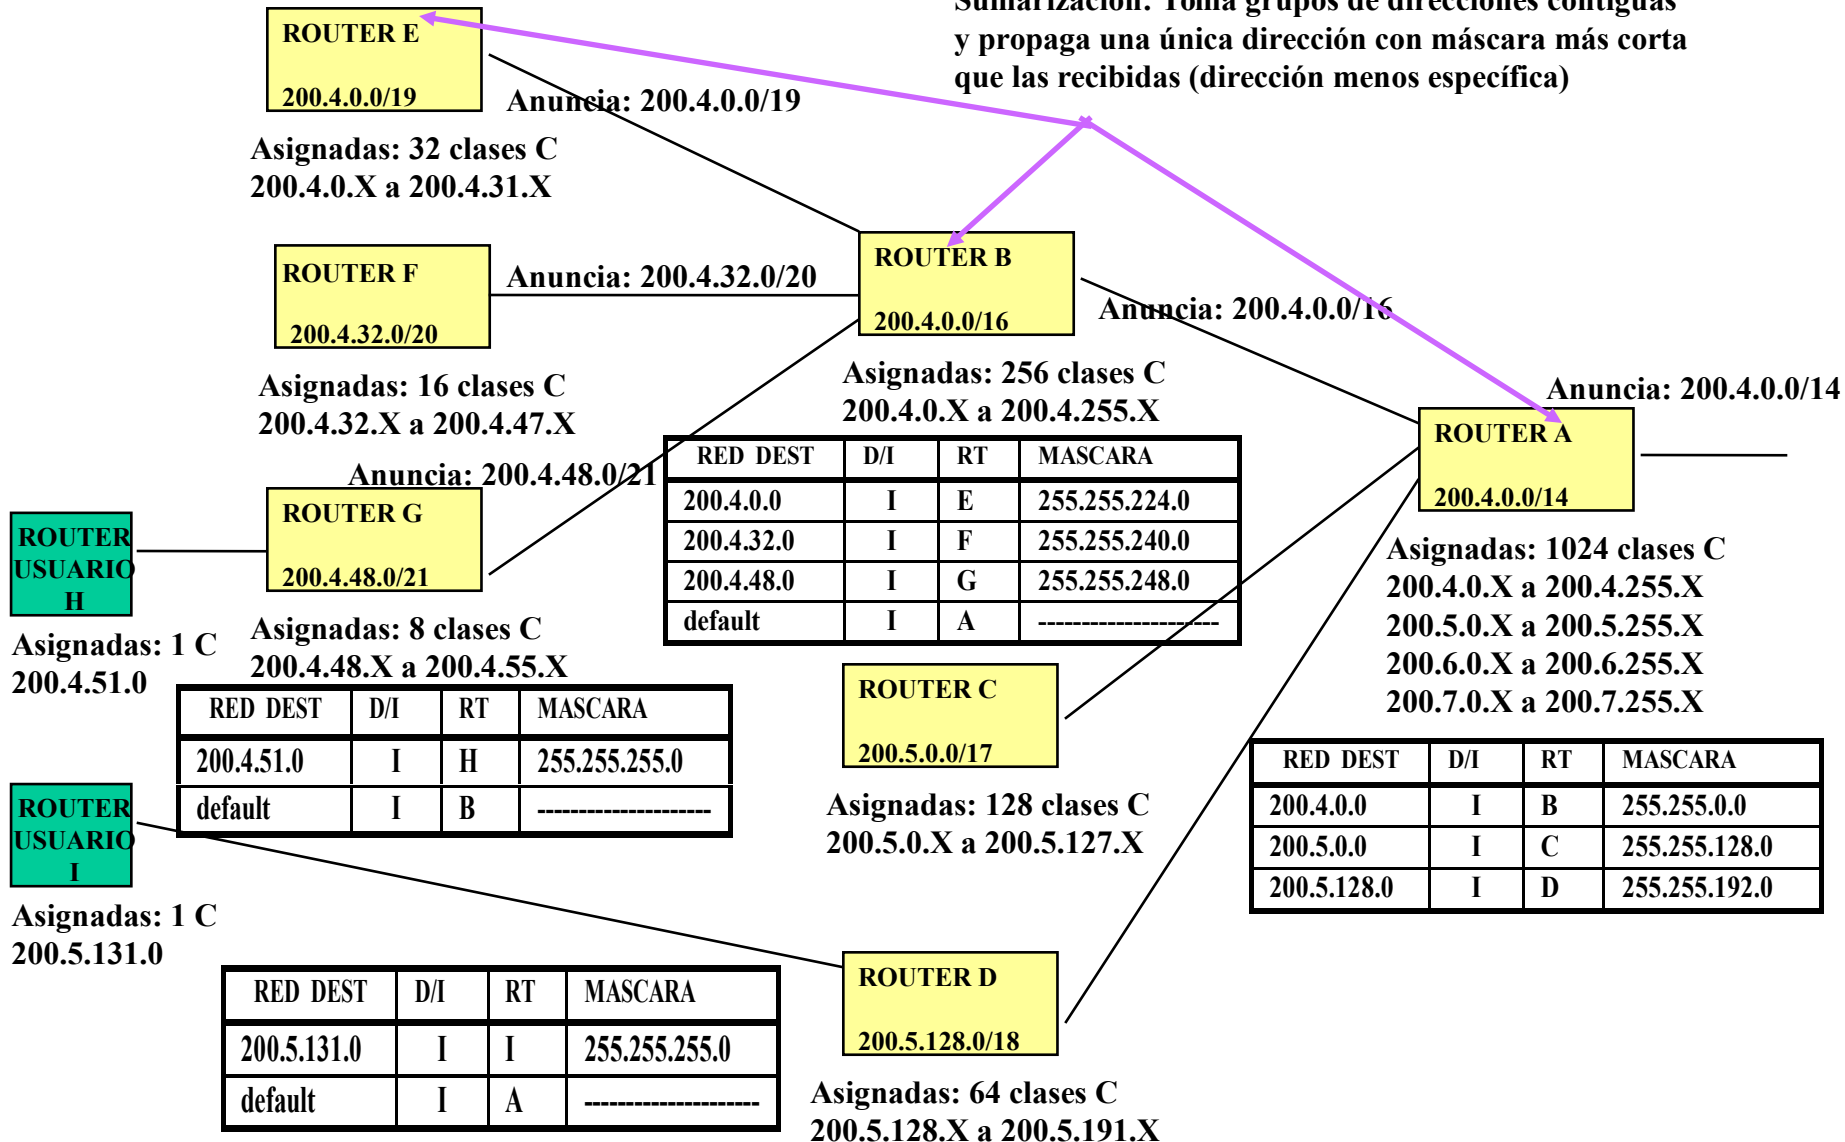 Sumarización: Toma grupos de direcciones contiguas
y propaga una única dirección con máscara más corta
que las recibidas (dirección menos específica)
ROUTER E
200.4.0.0/19
Anuncia: 200.4.0.0/19
Asignadas: 32 clases C
200.4.0.X a 200.4.31.X
ROUTER F
200.4.32.0/20
Anuncia: 200.4.32.0/20
Asignadas: 16 clases C
200.4.32.X a 200.4.47.X
ROUTER B
200.4.0.0/16
Anuncia: 200.4.0.0/16
Asignadas: 256 clases C
200.4.0.X a 200.4.255.X
RED DEST D/I RT MASCARA
200.4.0.0 I E 255.255.224.0
200.4.32.0 I F 255.255.240.0
200.4.48.0 I G 255.255.248.0
default I A ---------------------
Anuncia: 200.4.0.0/14
ROUTER A
200.4.0.0/14
Asignadas: 1024 clases C
200.4.0.X a 200.4.255.X
200.5.0.X a 200.5.255.X
200.6.0.X a 200.6.255.X
200.7.0.X a 200.7.255.X
RED DEST D/I RT MASCARA
200.4.0.0 I B 255.255.0.0
200.5.0.0 I C 255.255.128.0
200.5.128.0 I D 255.255.192.0
Anuncia: 200.4.48.0/21
ROUTER G
200.4.48.0/21
Asignadas: 8 clases C
200.4.48.X a 200.4.55.X
ROUTER
USUARIO
H
Asignadas: 1 C
200.4.51.0
RED DEST D/I RT MASCARA
200.4.51.0 I H 255.255.255.0
default I B ---------------------
ROUTER C
200.5.0.0/17
Asignadas: 128 clases C
200.5.0.X a 200.5.127.X
ROUTER
USUARIO
I
Asignadas: 1 C
200.5.131.0
RED DEST D/I RT MASCARA
200.5.131.0 I I 255.255.255.0
default I A ---------------------
ROUTER D
200.5.128.0/18
Asignadas: 64 clases C
200.5.128.X a 200.5.191.X